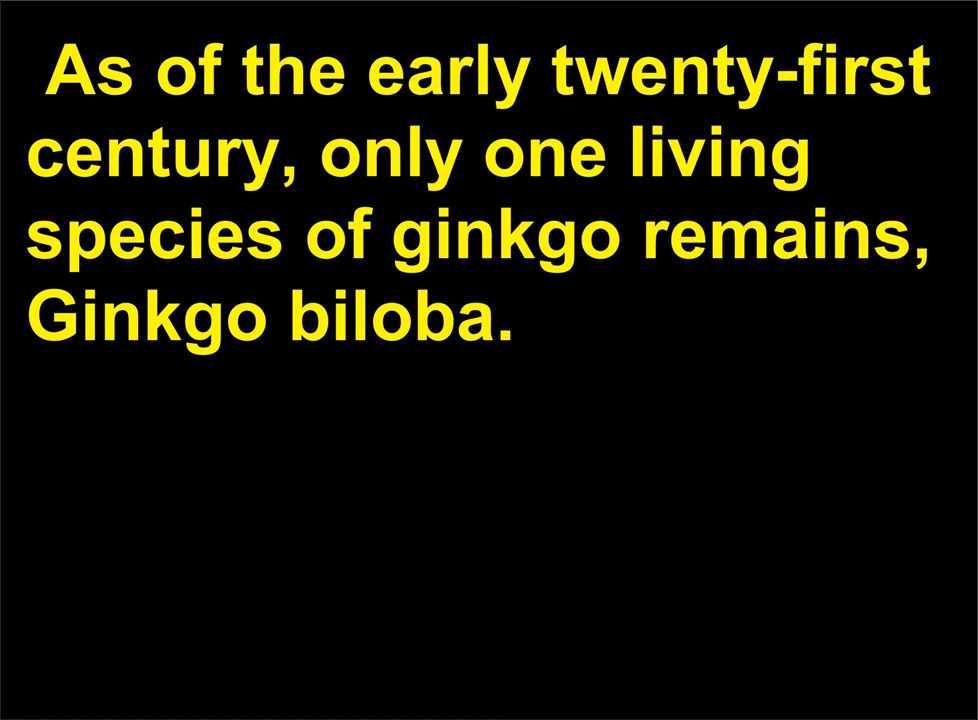 As of the early twenty-first
century, only one living
species of ginkgo remains,
Ginkgo biloba.